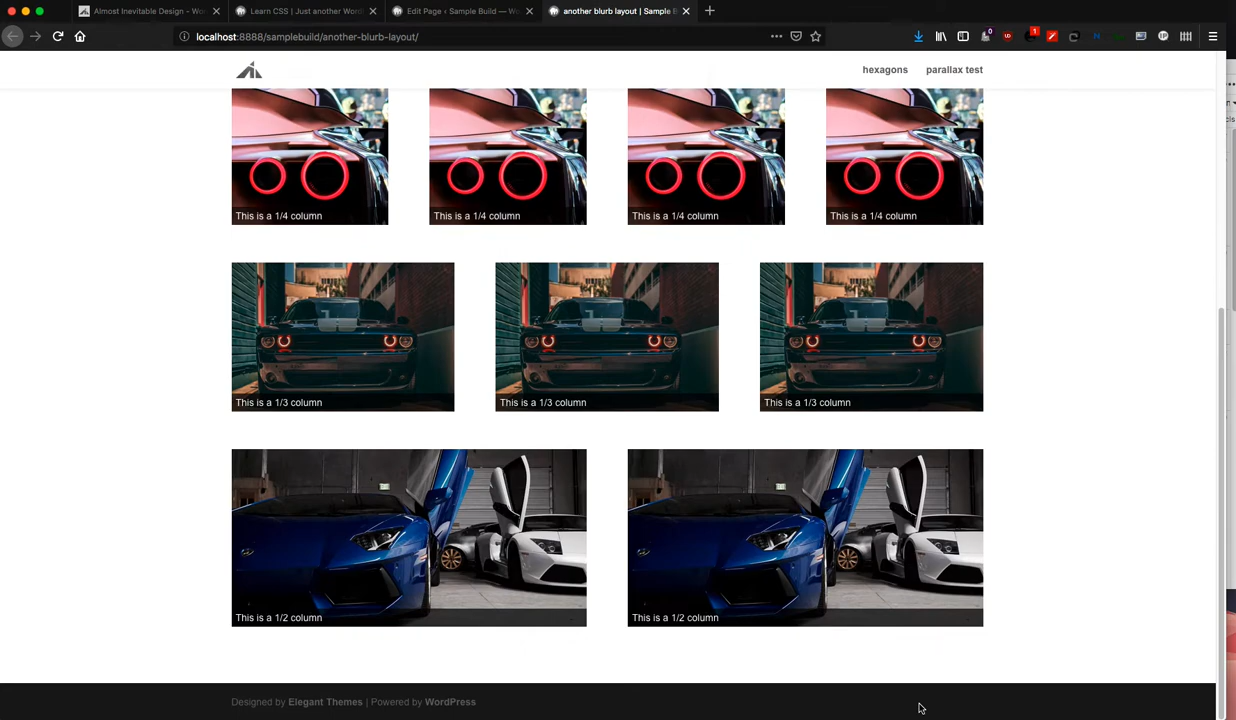 Almost Inevitable Design - Wor
Learn CSS | Just another Wordl
Edit Page ‹ Sample Build — Wo
another blurb layout | Sample B
localhost:8888/samplebuild/another-blurb-layout/
0
1
hexagons
parallax test
This is a 1/4 column
This is a 1/4 column
This is a 1/4 column
This is a 1/4 column
This is a 1/3 column
This is a 1/3 column
This is a 1/3 column
This is a 1/2 column
This is a 1/2 column
Designed by Elegant Themes | Powered by WordPress